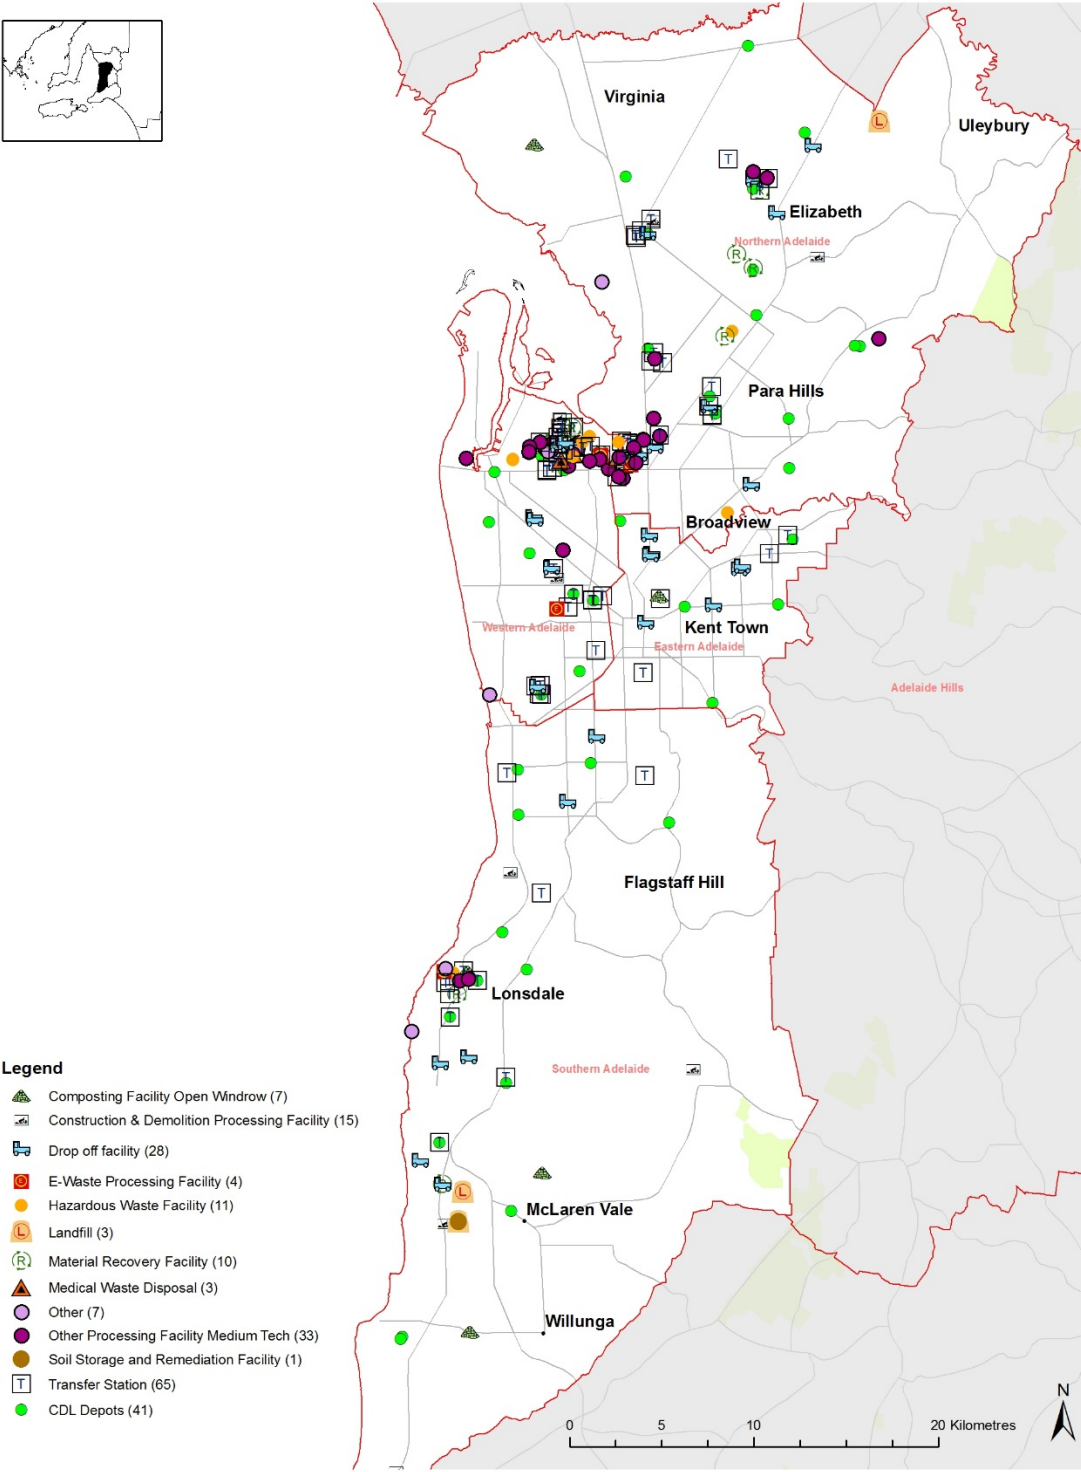 Virginia
Uleybury
Elizabeth
Northern Adelaide
Para Hills
Broadview
Kent Town
Western Adelaide
Eastern Adelaide
Adelaide Hills
Flagstaff Hill
Lonsdale
Southern Adelaide
McLaren Vale
Willunga
Legend
Composting Facility Open Windrow (7)
Construction & Demolition Processing Facility (15)
Drop off facility (28)
E-Waste Processing Facility (4)
Hazardous Waste Facility (11)
Landfill (3)
Material Recovery Facility (10)
Medical Waste Disposal (3)
Other (7)
Other Processing Facility Medium Tech (33)
Soil Storage and Remediation Facility (1)
Transfer Station (65)
CDL Depots (41)
N
0 5 10 20 Kilometres